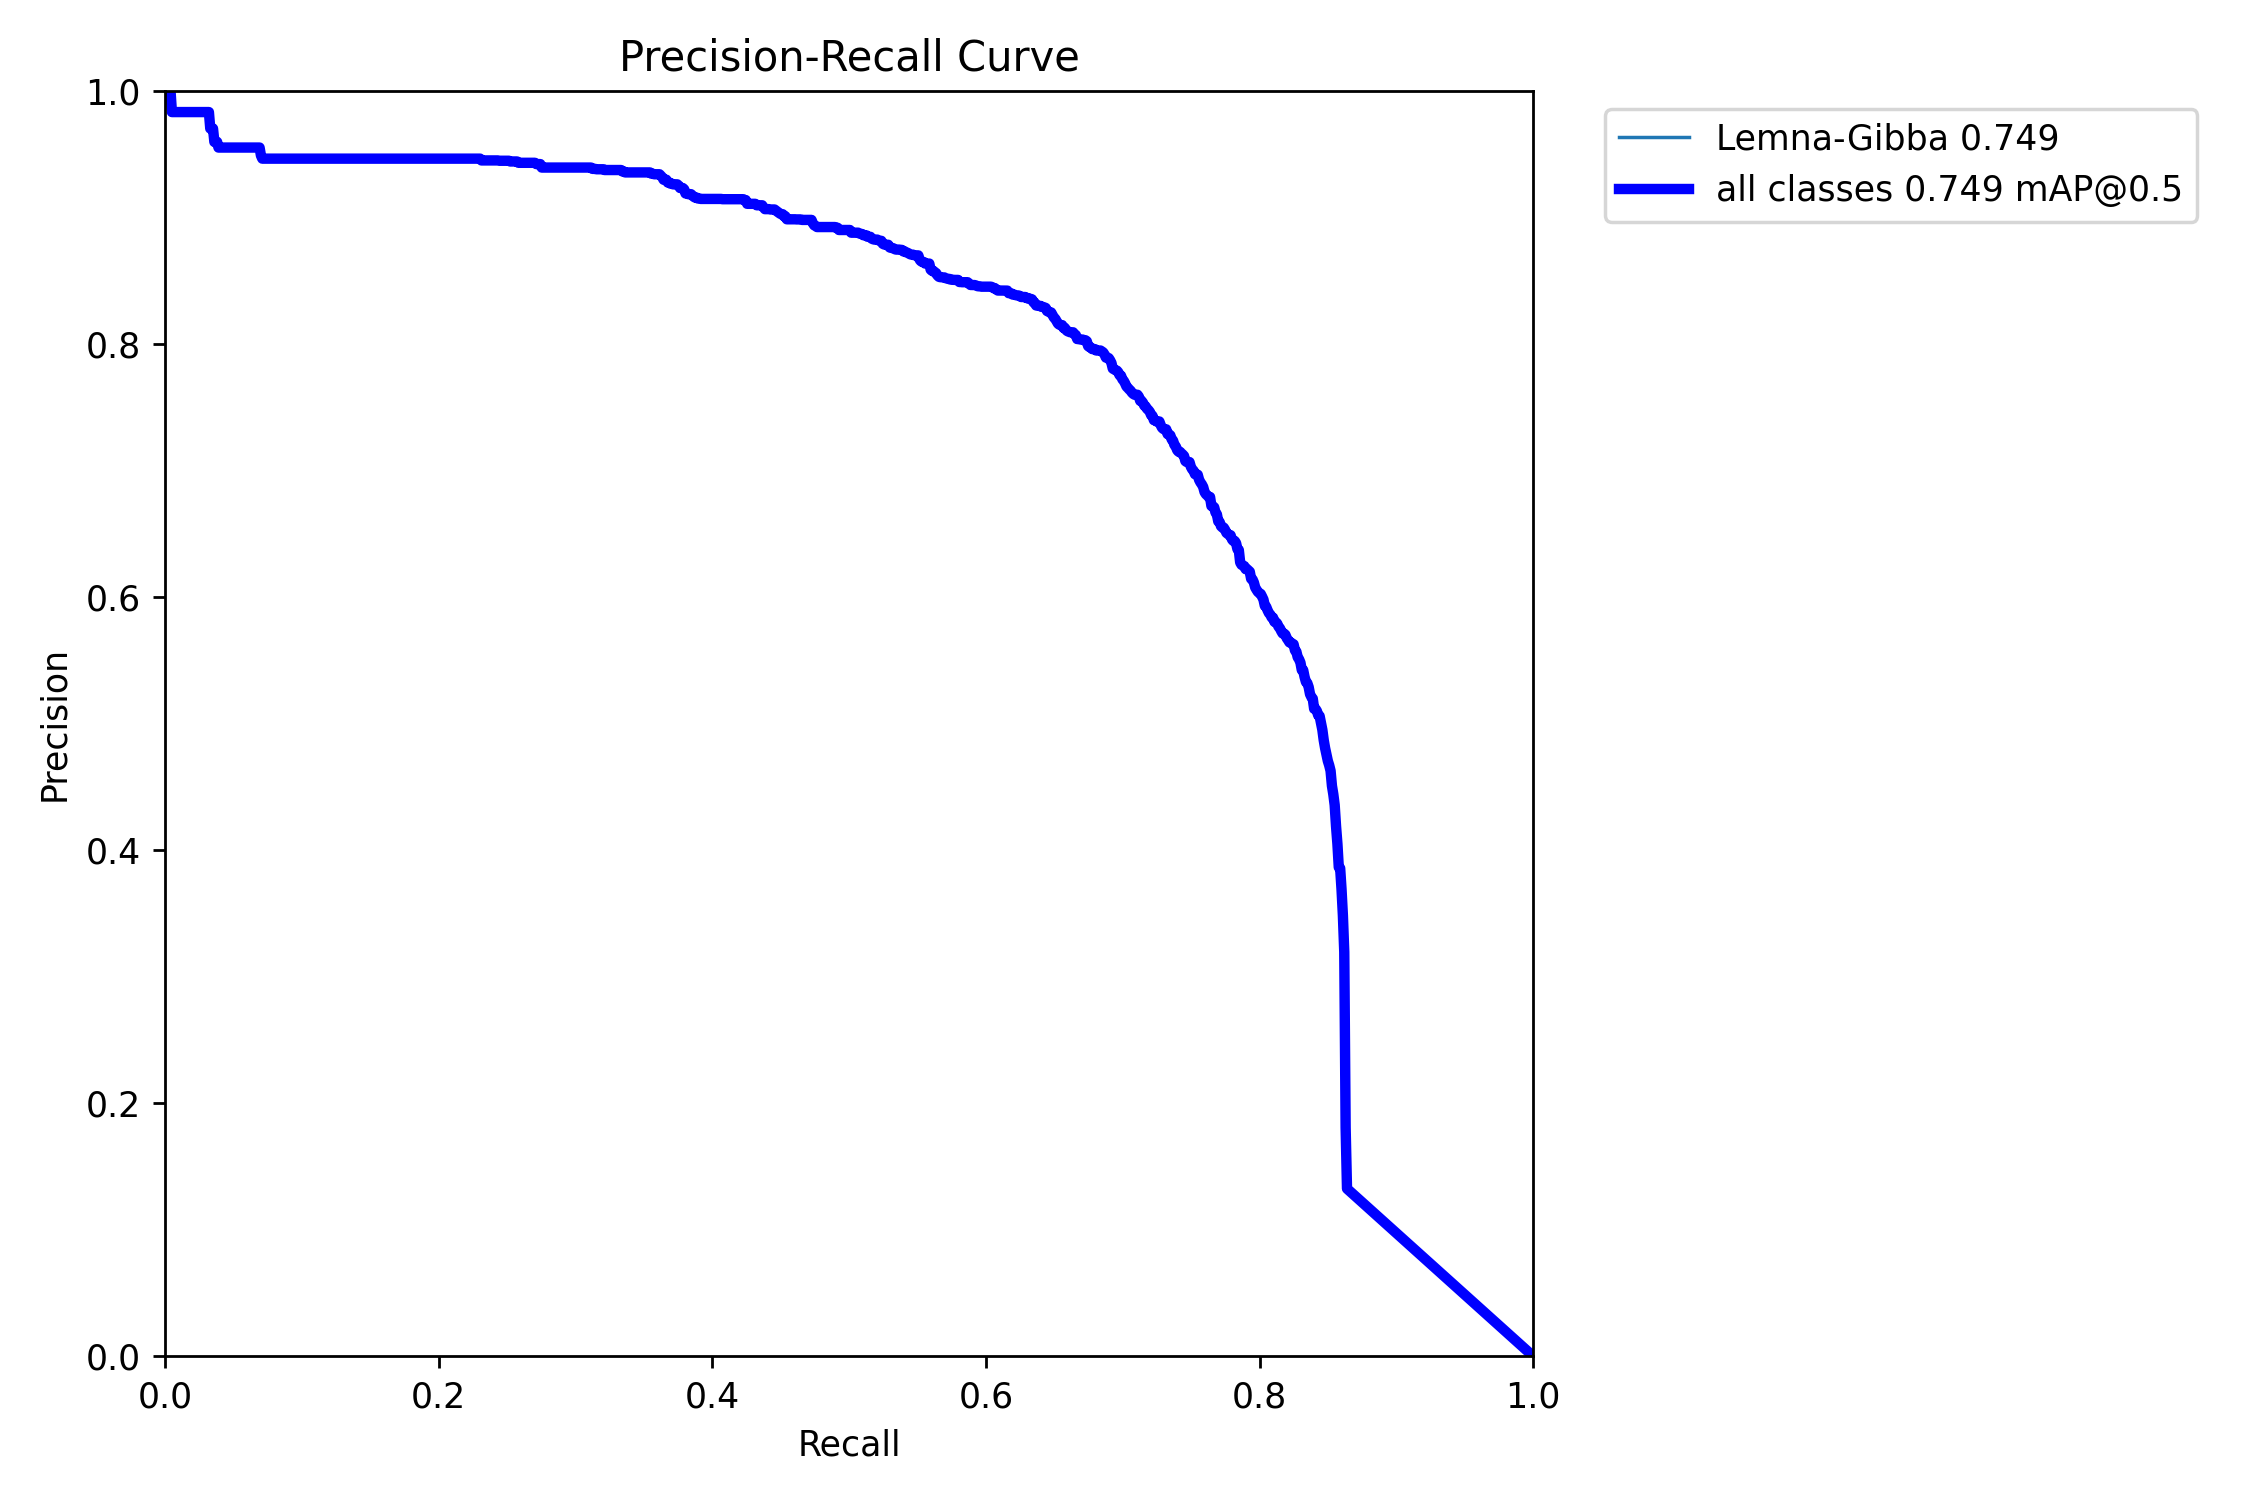 Precision-Recall Curve
Lemna-Gibba 0.749
all classes 0.749 mAP@0.5
Precision
1.0
0.8
0.6
0.4
0.2
0.0
0.0 0.2 0.4 0.6 0.8 1.0
Recall